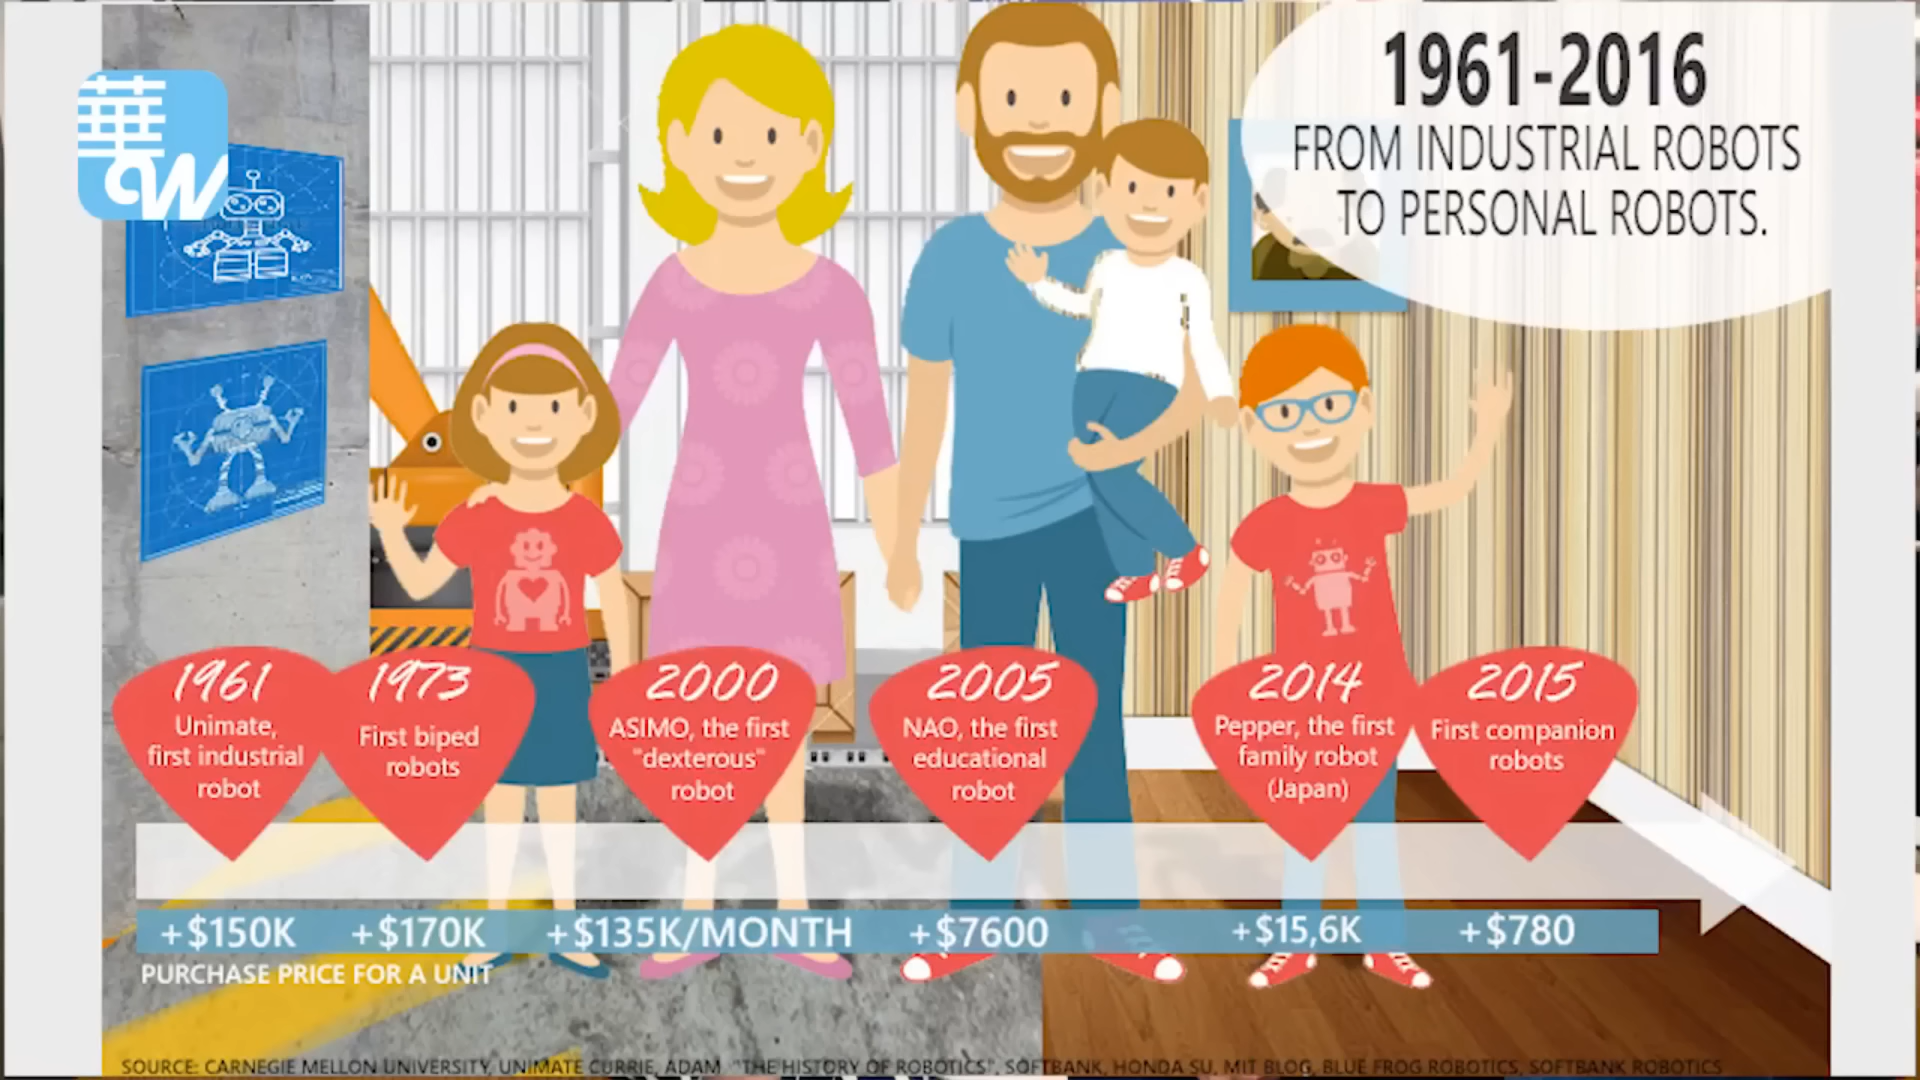 華
CW
1961-2016
FROM INDUSTRIAL ROBOTS
TO PERSONAL ROBOTS.
1961
Unimate,
first industrial
robot
1973
First biped
robots
2000
ASIMO, the first
"dexterous"
robot
2005
NAO, the first
educational
robot
2014
Pepper, the first
family robot
(Japan)
2015
First companion
robots
+$150K
+$170K
+$135K/MONTH
+$7600
+$15,6K
+$780
PURCHASE PRICE FOR A UNIT
SOURCE: CARNEGIE MELLON UNIVERSITY, UNIMATE CURRIE, ADAM "THE HISTORY OF ROBOTICS", SOFTBANK, HONDA SU, MIT BLOG, BLUE FROG ROBOTICS, SOFTBANK ROBOTICS